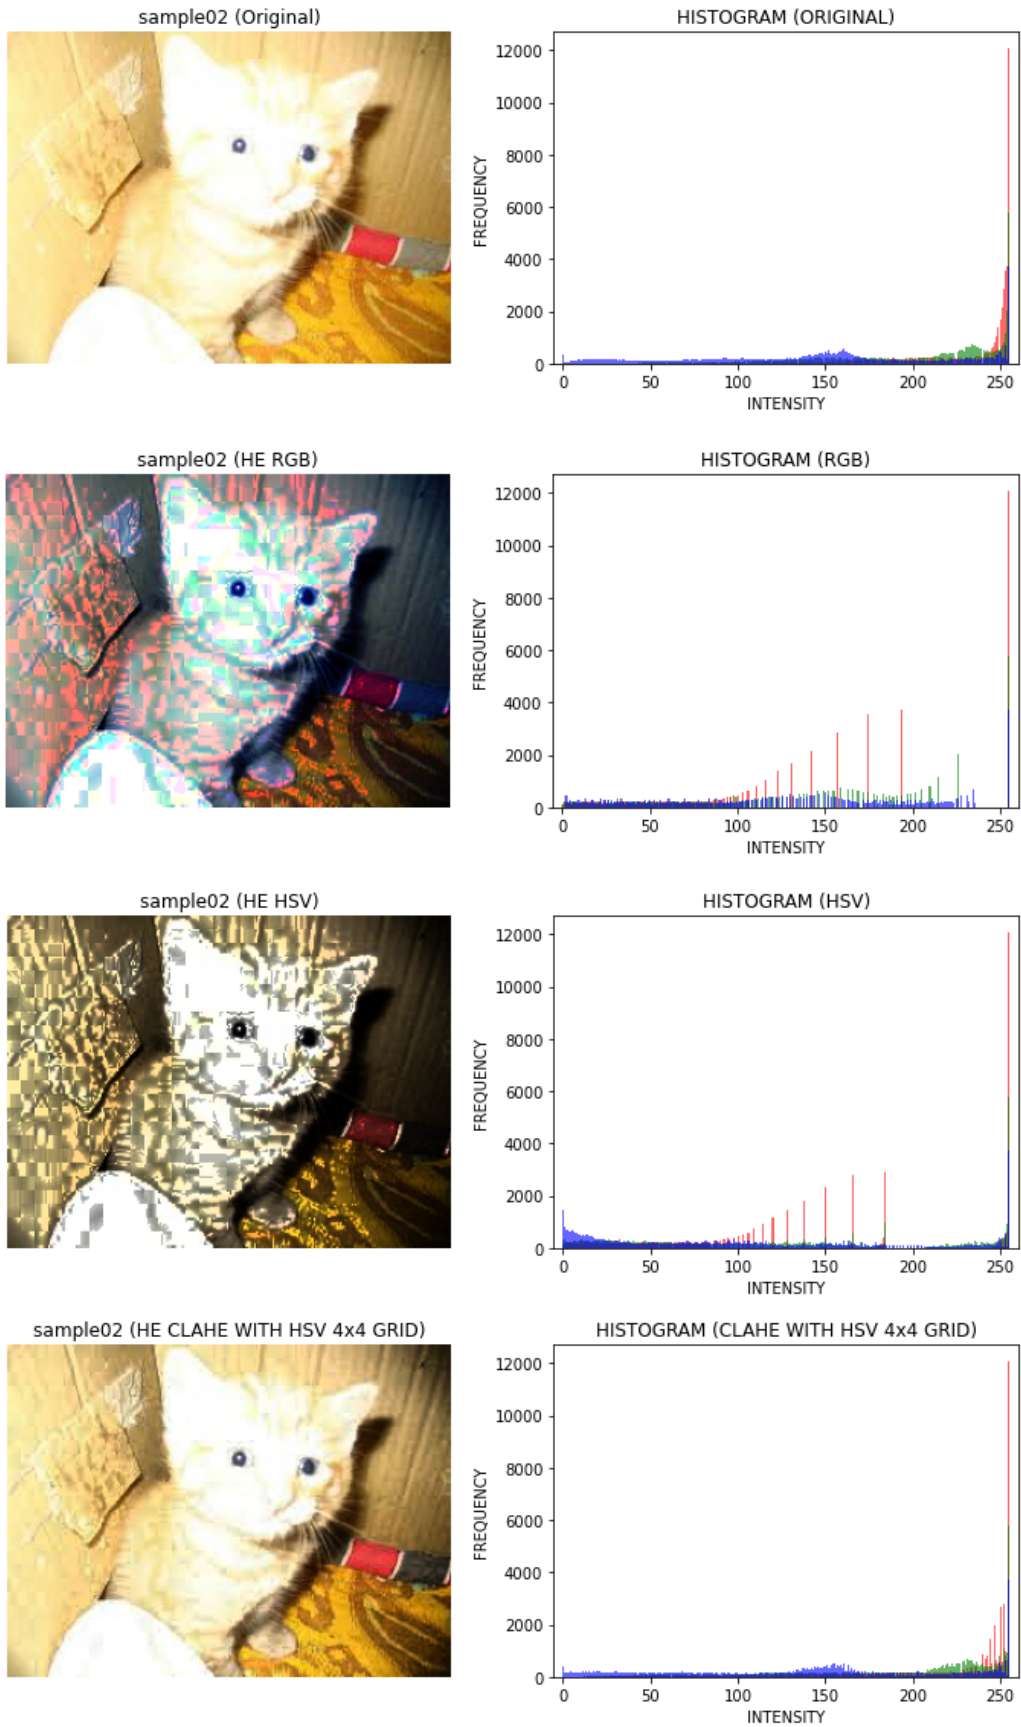 sample02 (Original)
HISTOGRAM (ORIGINAL)
12000
10000
8000
6000
4000
2000
0
FREQUENCY
0 50 100 150 200 250
INTENSITY
sample02 (HE RGB)
HISTOGRAM (RGB)
12000
10000
8000
6000
4000
2000
0
FREQUENCY
0 50 100 150 200 250
INTENSITY
sample02 (HE HSV)
HISTOGRAM (HSV)
12000
10000
8000
6000
4000
2000
0
FREQUENCY
0 50 100 150 200 250
INTENSITY
sample02 (HE CLAHE WITH HSV 4x4 GRID)
HISTOGRAM (CLAHE WITH HSV 4x4 GRID)
12000
10000
8000
6000
4000
2000
0
FREQUENCY
0 50 100 150 200 250
INTENSITY